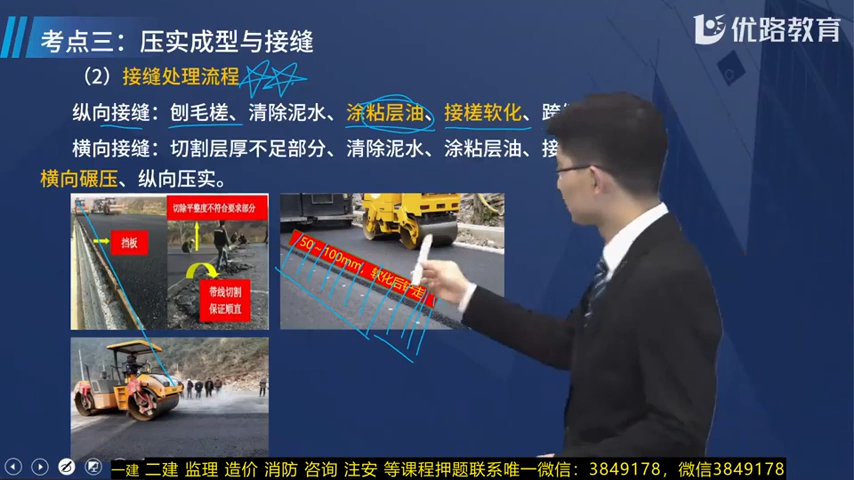 考点三：压实成型与接缝
优路教育
（2）接缝处理流程
纵向接缝：刨毛槎、清除泥水、涂粘层油、接槎软化、跨
横向接缝：切割层厚不足部分、清除泥水、涂粘层油、接
横向碾压、纵向压实。
切除平整度不符合要求部分
挡板
带线切割
保证顺直
50～100mm，软化后铲走
一建 二建 监理 造价 消防 咨询 注安 等课程押题联系唯一微信：3849178，微信3849178